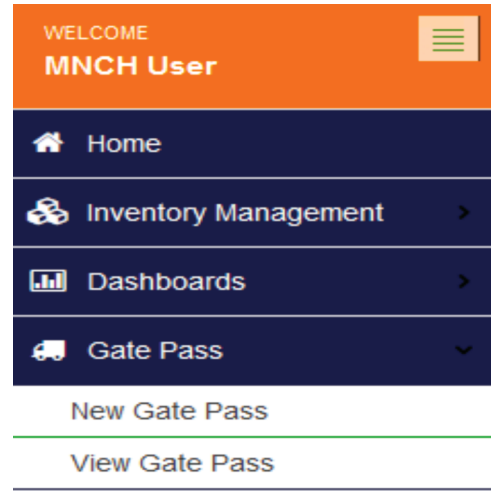 WELCOME
MNCH User
Home
Inventory Management
Dashboards
Gate Pass
New Gate Pass
View Gate Pass